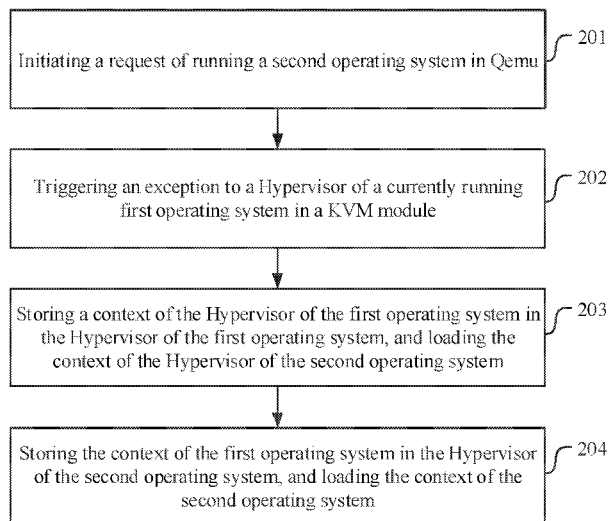 Initiating a request of running a second operating system in Qemu
201
Triggering an exception to a Hypervisor of a currently running
first operating system in a KVM module
202
Storing a context of the Hypervisor of the first operating system in
the Hypervisor of the first operating system, and loading the
context of the Hypervisor of the second operating system
203
Storing the context of the first operating system in the Hypervisor
of the second operating system, and loading the context of the
second operating system
204